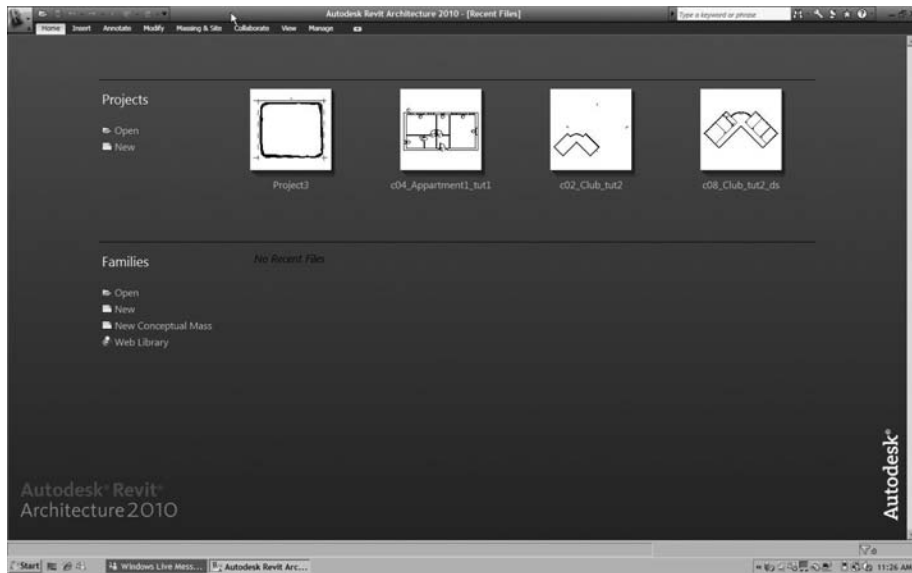 Autodesk Revit Architecture 2010 - [Recent Files]
Type a keyword or phrase
Home Insert Annotate Modify Massing & Site Collaborate View Manage
Projects
Open
New
Project3
c04_Appartment1_tut1
c02_Club_tut2
c08_Club_tut2_ds
Families
No Recent Files
Open
New
New Conceptual Mass
Web Library
Autodesk® Revit®
Architecture 2010
Autodesk®
Start
Windows Live Mess...
Autodesk Revit Arc...
11:26 AM